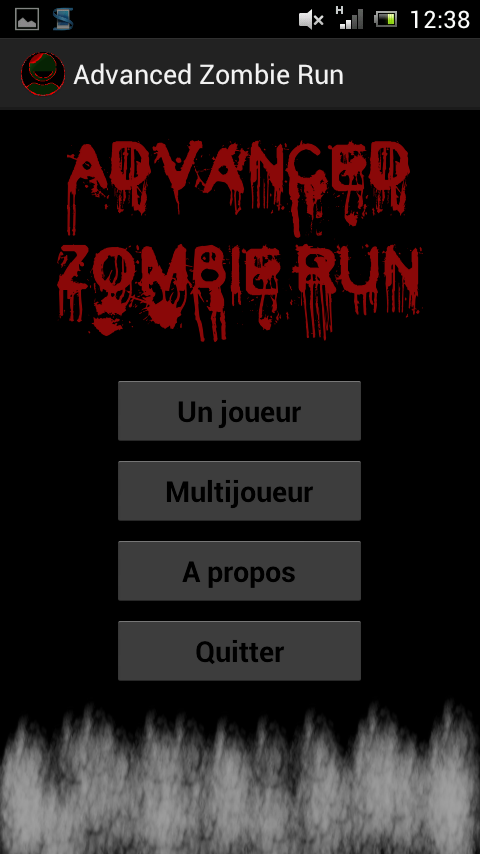 H
12:38
Advanced Zombie Run
ADVANCED
ZOMBIE RUN
Un joueur
Multijoueur
A propos
Quitter